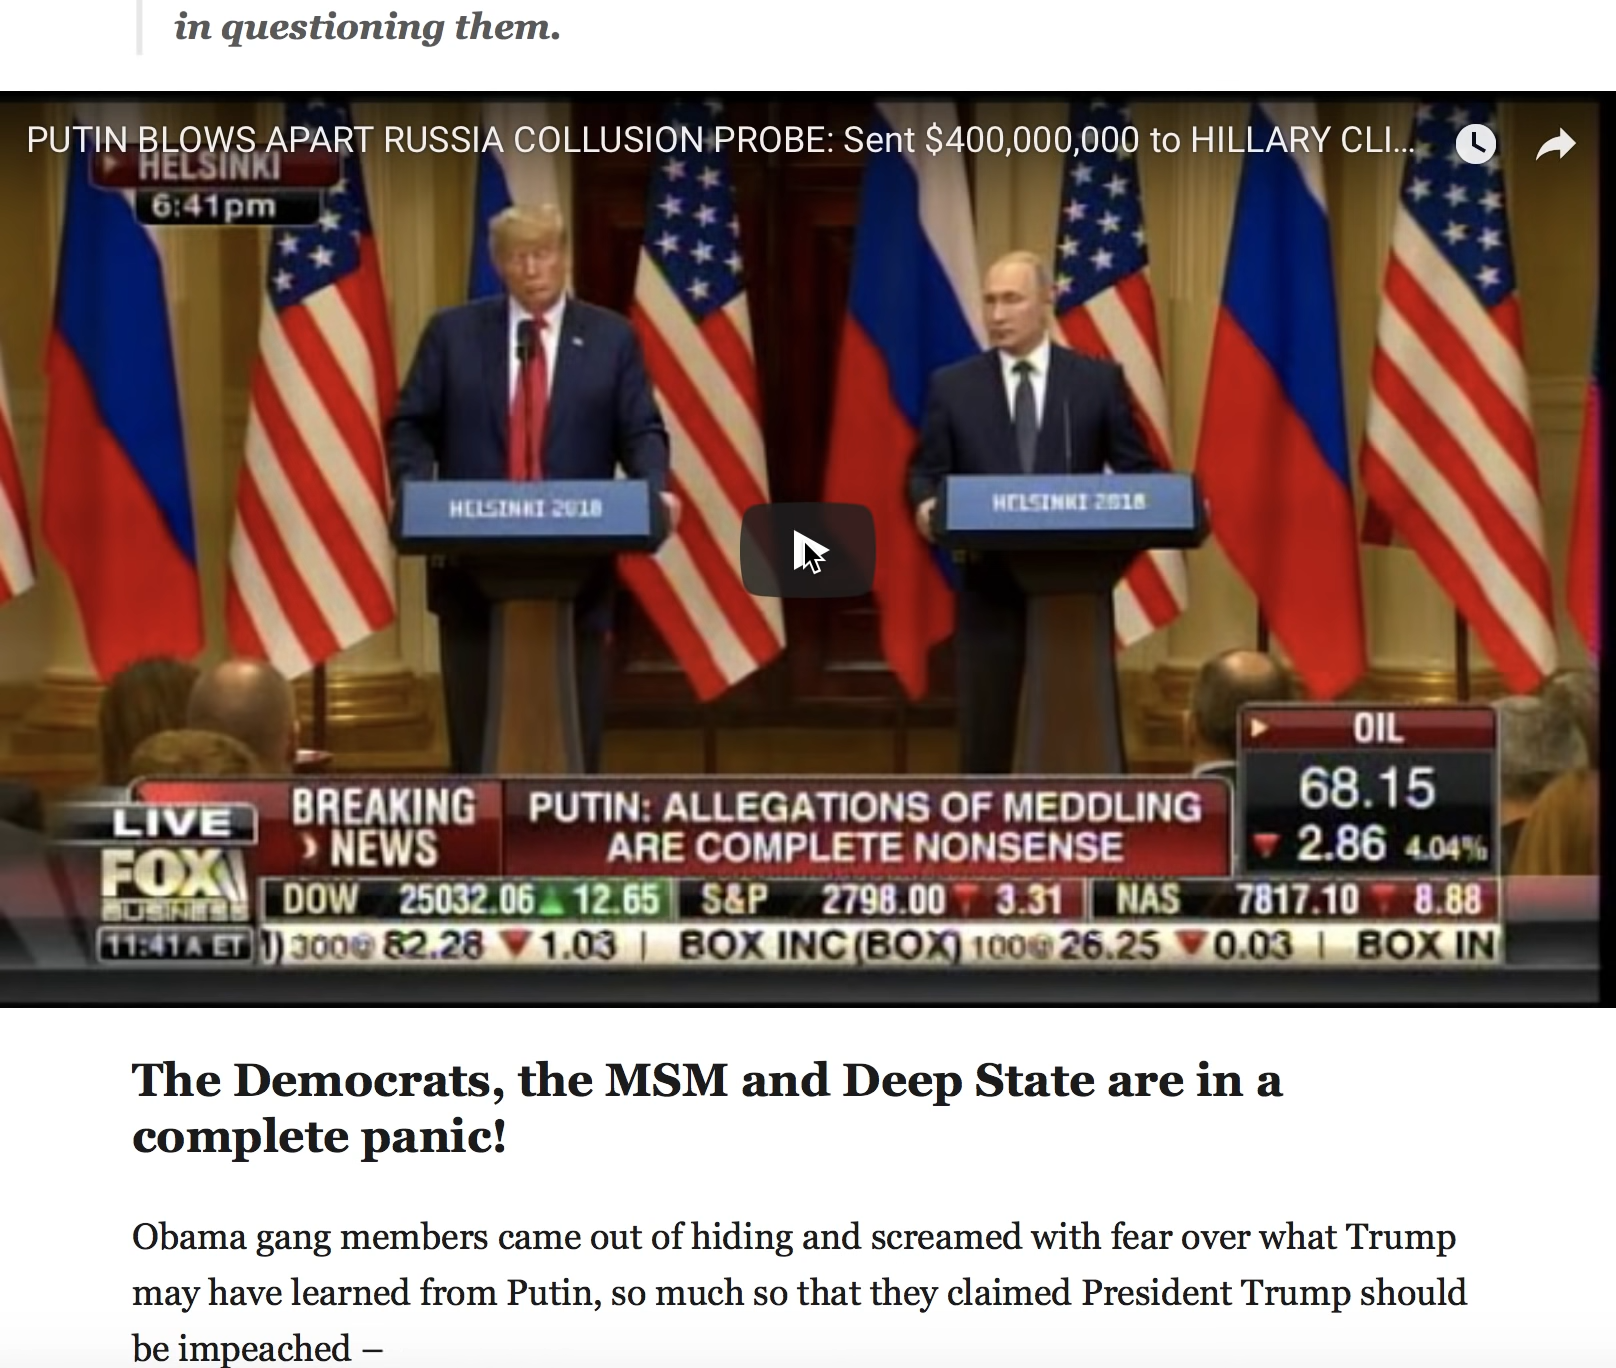 in questioning them.
PUTIN BLOWS APART RUSSIA COLLUSION PROBE: Sent $400,000,000 to HILLARY CLI...
HELSINKI
6:41pm
HELSINKI 2018
HELSINKI 2018
OIL
68.15
2.86 4.04%
LIVE
BREAKING
NEWS
PUTIN: ALLEGATIONS OF MEDDLING
ARE COMPLETE NONSENSE
FOX
BUSINESS
DOW 25032.06 12.65 S&P 2798.00 3.31 NAS 7817.10 8.88
11:41A ET 1) 300@ 82.28 1.03 | BOX INC (BOX) 100@ 26.25 0.03 | BOX IN
The Democrats, the MSM and Deep State are in a
complete panic!
Obama gang members came out of hiding and screamed with fear over what Trump
may have learned from Putin, so much so that they claimed President Trump should
be impeached –